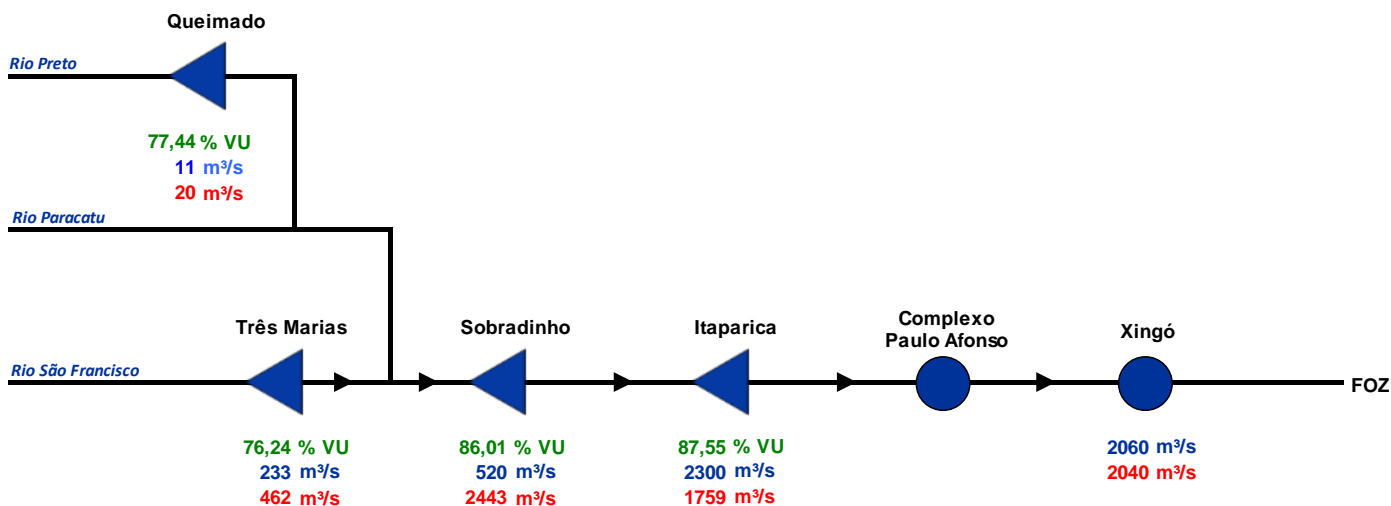 Queimado
Rio Preto
77,44 % VU
11 m³/s
20 m³/s
Rio Paracatu
Três Marias
Sobradinho
Itaparica
Complexo
Paulo Afonso
Xingó
Rio São Francisco
FOZ
76,24 % VU
233 m³/s
462 m³/s
86,01 % VU
520 m³/s
2443 m³/s
87,55 % VU
2300 m³/s
1759 m³/s
2060 m³/s
2040 m³/s